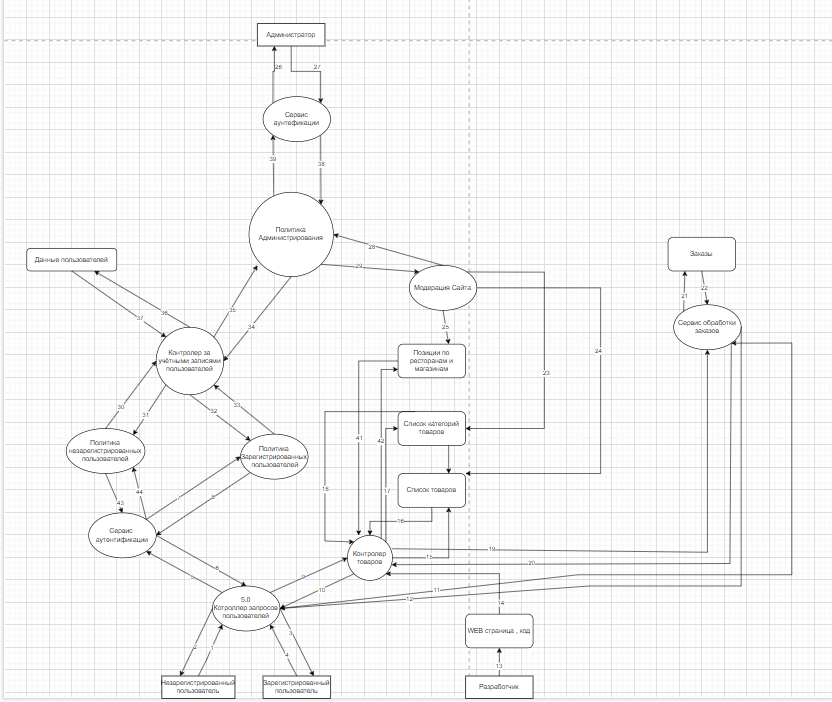 Администратор
26
27
Сервис
аунтефикации
39
38
Политика
Администрирования
28
29
Данные пользователей
Заказы
36
37
35
34
Модерация Сайта
21
22
25
Сервис обработки
заказов
Контролер за
учётными записями
пользователей
Позиции по
ресторанам и
магазинам
24
23
30
31
32
33
41
42
Список категорий
товаров
Политика
незарегистрированных
пользователей
Политика
Зарегистрированных
пользователей
Список товаров
18
17
43
44
7
8
16
Сервис
аутентификации
Контролер
товаров
15
19
20
6
5
9
10
11
12
5.0
Котроллер запросов
пользователей
14
WEB страница , код
2
1
3
4
13
Незарегистрированный
пользователь
Зарегистрированный
пользователь
Разработчик